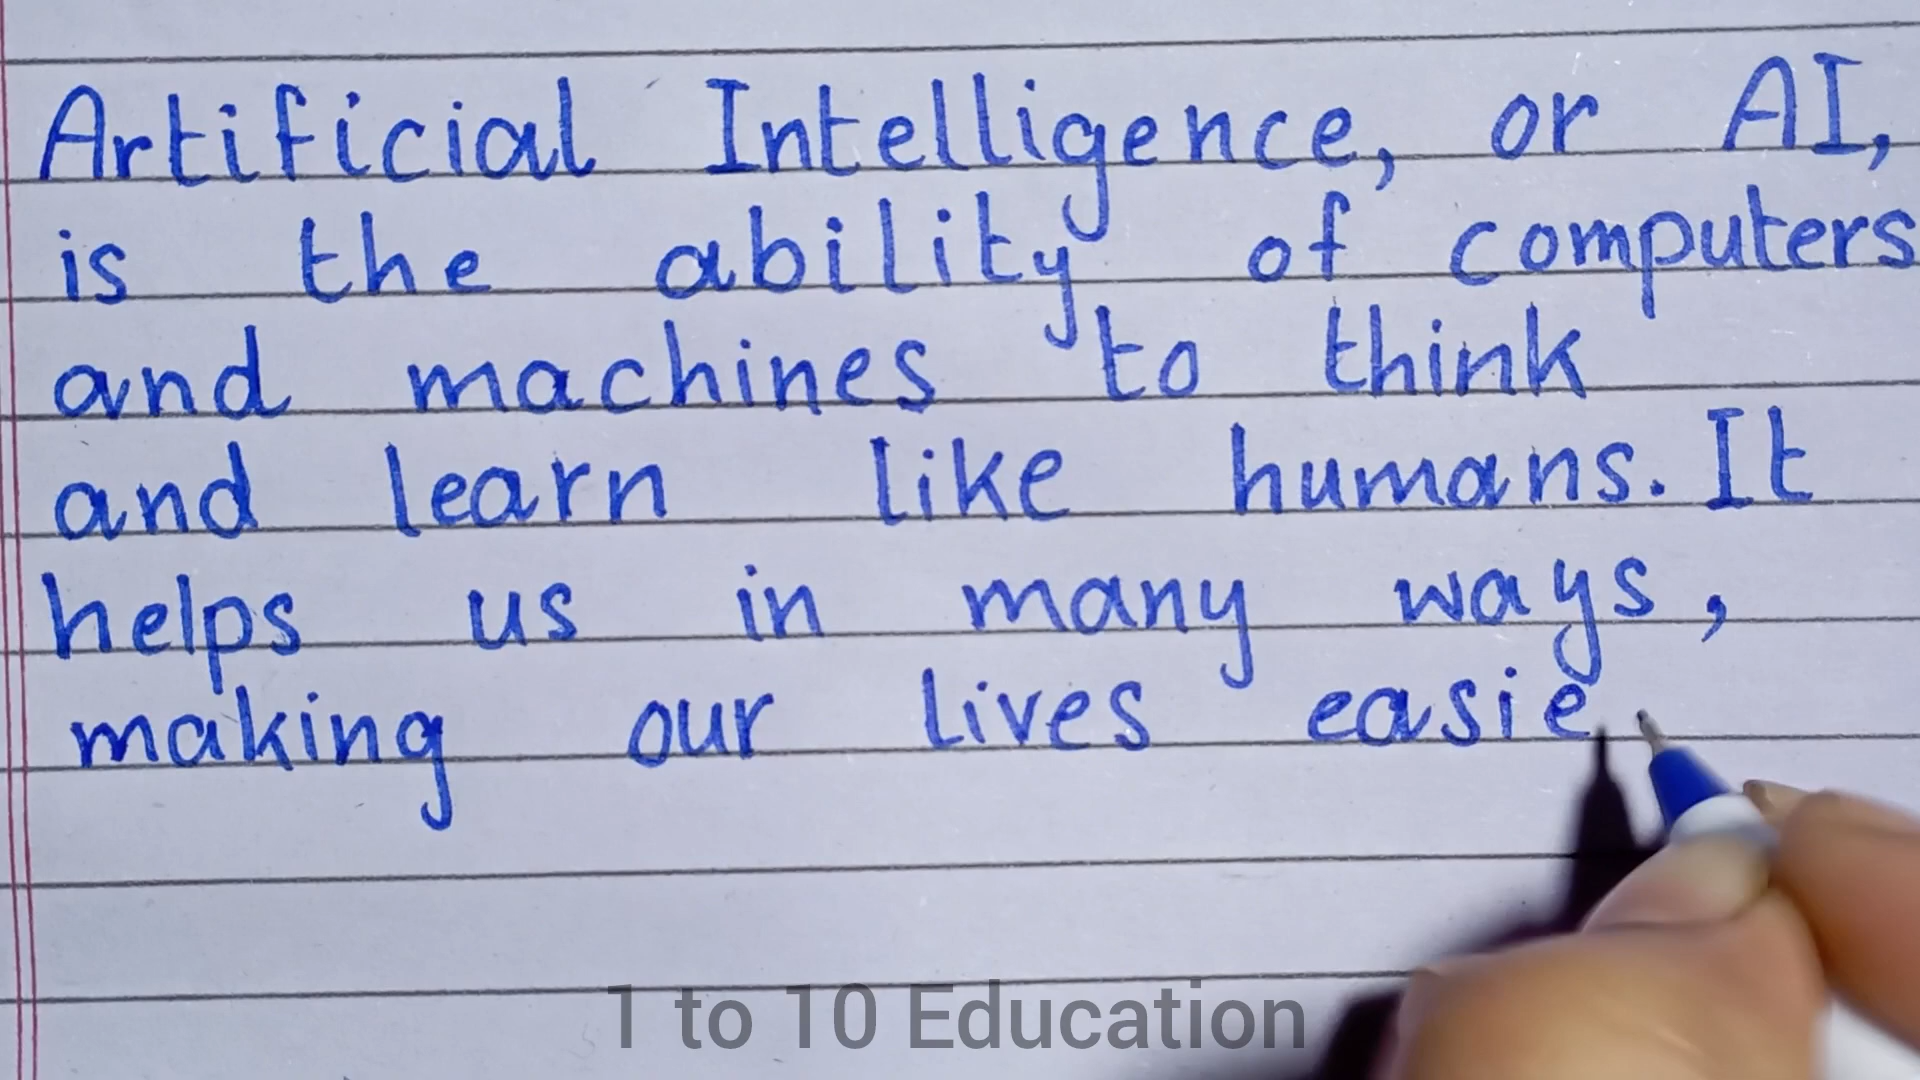 Artificial Intelligence, or AI,
is the ability of computers
and machines to think
and learn like humans. It
helps us in many ways,
making our lives easie
1 to 10 Education